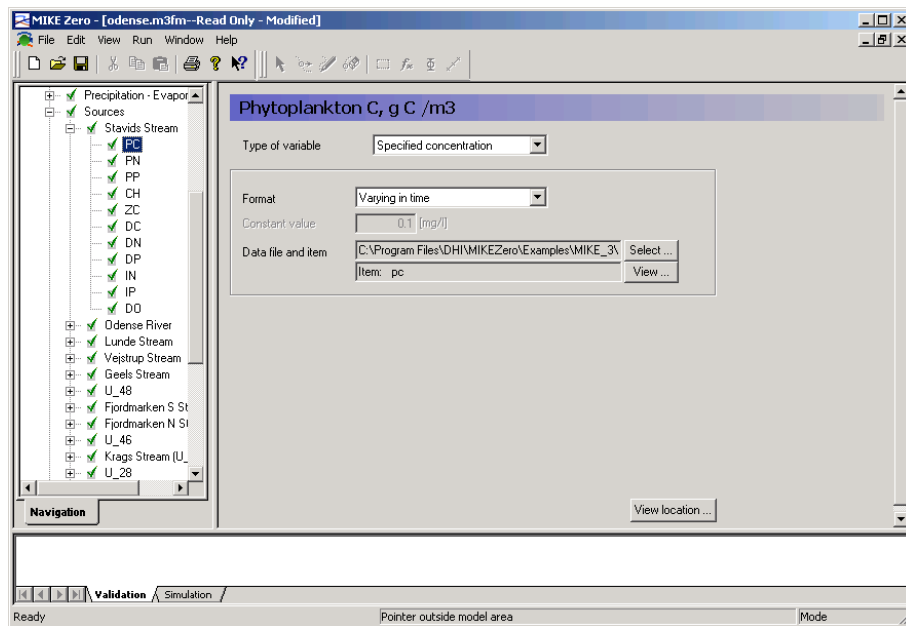 MIKE Zero - [odense.m3fm--Read Only - Modified]
File Edit View Run Window Help
Precipitation - Evapor
Sources
Stavids Stream
PC
PN
PP
CH
ZC
DC
DN
DP
IN
IP
DO
Odense River
Lunde Stream
Vejstrup Stream
Geels Stream
U_48
Fjordmarken S St
Fjordmarken N St
U_46
Krags Stream (U_
U_28
Navigation
Phytoplankton C, g C /m3
Type of variable Specified concentration
Format Varying in time
Constant value 0.1 [mg/l]
Data file and item C:\Program Files\DHI\MIKEZero\Examples\MIKE_3\ Select ...
Item: pc View ...
View location ...
Validation Simulation
Ready Pointer outside model area Mode